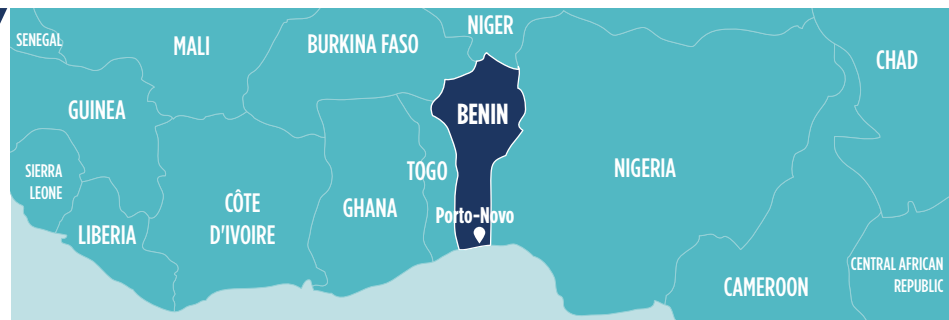 SENEGAL
MALI
BURKINA FASO
NIGER
CHAD
GUINEA
BENIN
SIERRA
LEONE
TOGO
NIGERIA
CÔTE
D'IVOIRE
GHANA
Porto-Novo
LIBERIA
CAMEROON
CENTRAL AFRICAN
REPUBLIC